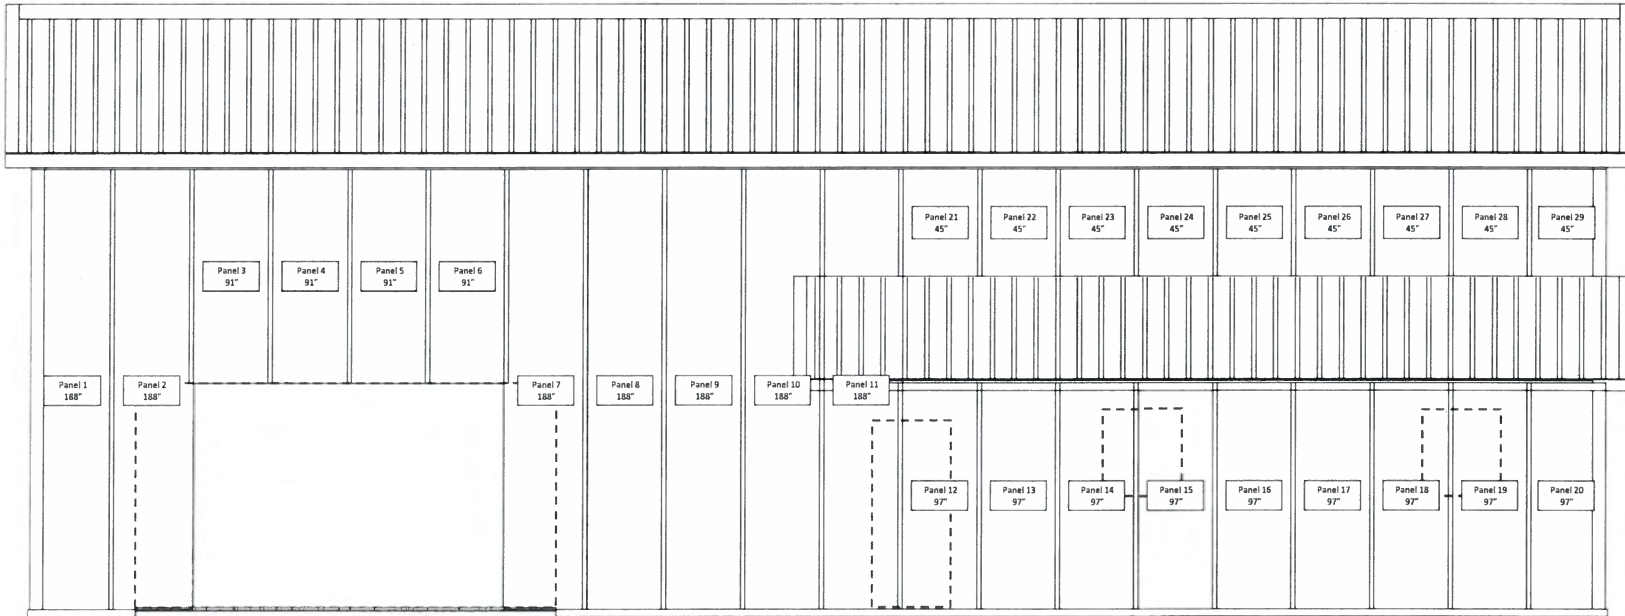 Panel 21
45"
Panel 22
45"
Panel 23
45"
Panel 24
45"
Panel 25
45"
Panel 26
45"
Panel 27
45"
Panel 28
45"
Panel 29
45"
Panel 3
91"
Panel 4
91"
Panel 5
91"
Panel 6
91"
Panel 1
188"
Panel 2
188"
Panel 7
188"
Panel 8
188"
Panel 9
188"
Panel 10
188"
Panel 11
188"
Panel 12
97"
Panel 13
97"
Panel 14
97"
Panel 15
97"
Panel 16
97"
Panel 17
97"
Panel 18
97"
Panel 19
97"
Panel 20
97"